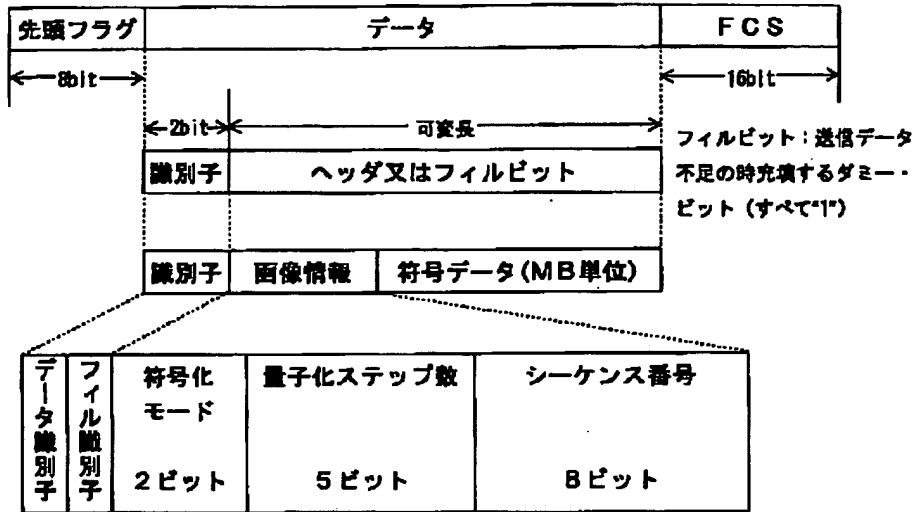 先頭フラグ データ FCS
8bit 16bit
2bit 可変長
フィルビット:送信データ
不足の時充填するダミー・
ビット(すべて"1")
識別子 ヘッダ又はフィルビット
識別子 画像情報 符号データ(MB単位)
データ識別子
フィル識別子
符号化
モード
2ビット
量子化ステップ数
5ビット
シーケンス番号
8ビット